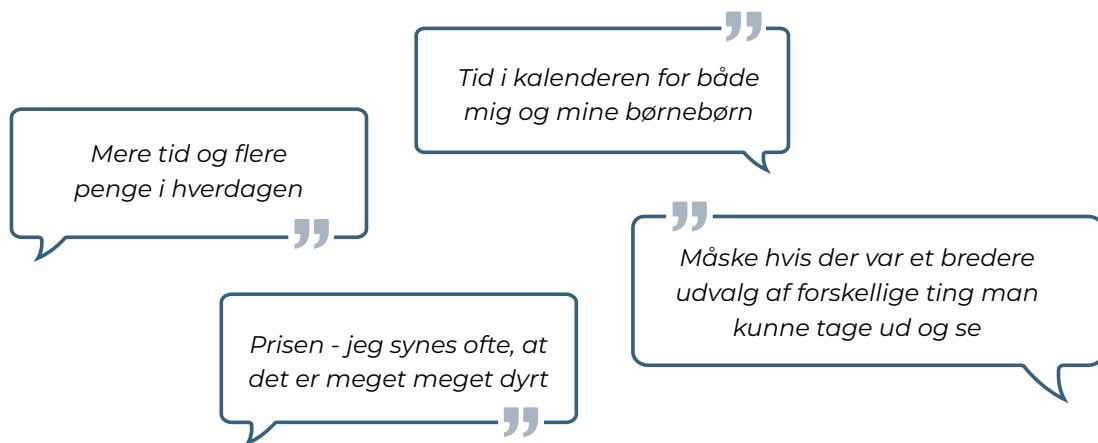 Tid i kalenderen for både
mig og mine børnebørn
Mere tid og flere
penge i hverdagen
Måske hvis der var et bredere
udvalg af forskellige ting man
kunne tage ud og se
Prisen - jeg synes ofte, at
det er meget meget dyrt